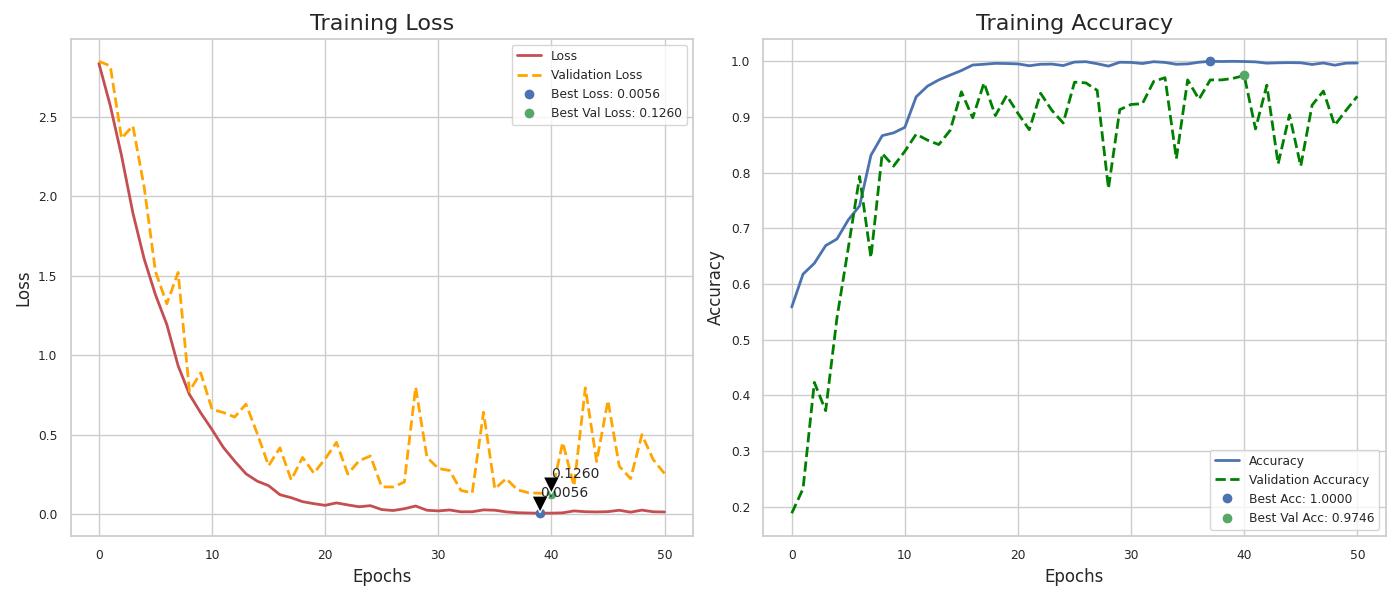 Training Loss
Loss
Validation Loss
Best Loss: 0.0056
Best Val Loss: 0.1260
2.5
2.0
1.5
1.0
0.5
0.0
Loss
0.1260
0.0056
0
10
20
30
40
50
Epochs
Training Accuracy
1.0
0.9
0.8
0.7
0.6
0.5
0.4
0.3
0.2
Accuracy
Accuracy
Validation Accuracy
Best Acc: 1.0000
Best Val Acc: 0.9746
0
10
20
30
40
50
Epochs